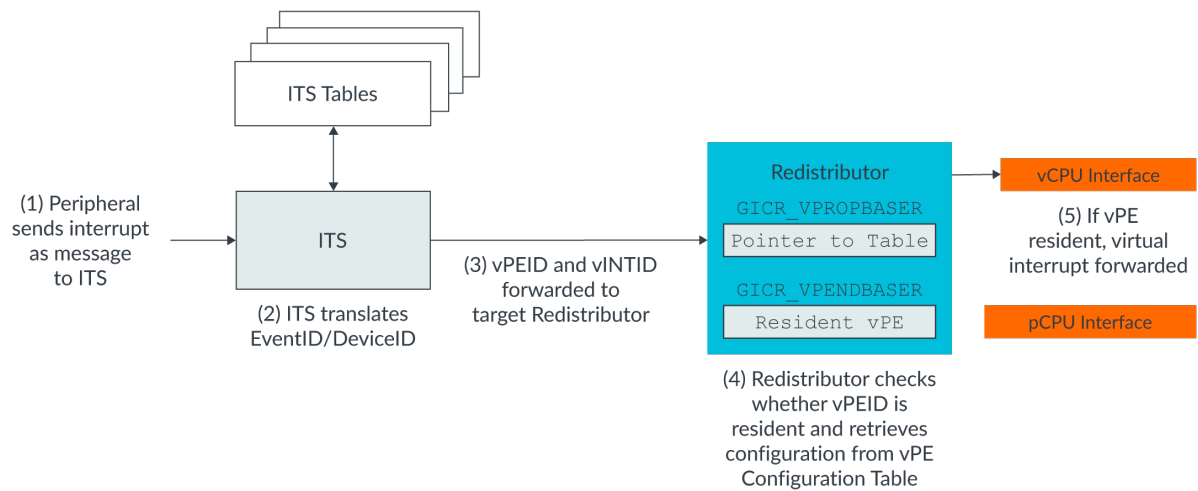 ITS Tables
(1) Peripheral
sends interrupt
as message
to ITS
ITS
(2) ITS translates
EventID/DeviceID
(3) vPEID and vINTID
forwarded to
target Redistributor
Redistributor
GICR_VPROPBASER
Pointer to Table
GICR_VPENDBASER
Resident vPE
(4) Redistributor checks
whether vPEID is
resident and retrieves
configuration from vPE
Configuration Table
vCPU Interface
(5) If vPE
resident, virtual
interrupt forwarded
pCPU Interface